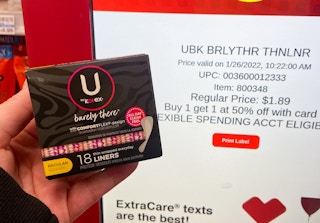 UBK BRLYTHR THNLNR
Price valid on 1/26/2022, 10:22:00 AM
UPC: 003600012333
Item: 800348
Regular Price: $1.89
Buy 1 get 1 at 50% off with card
EXIBLE SPENDING ACCT ELIGIE
Print Label
ExtraCare® texts
are the best!
U
by kotex
barely there
REGULAR
18
LINERS